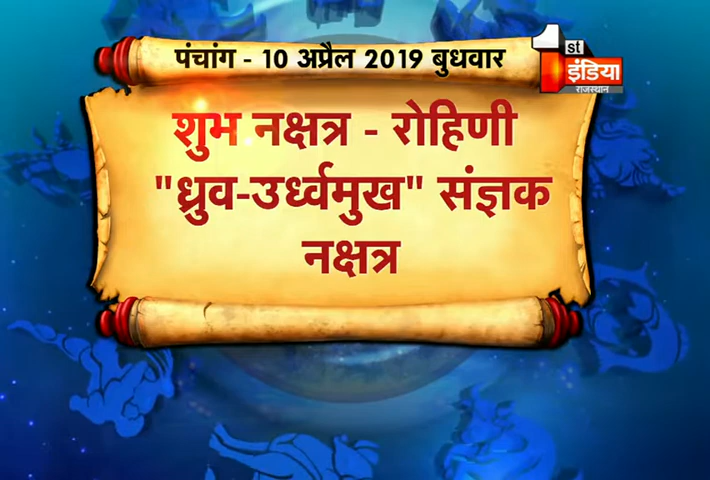 पंचांग - 10 अप्रैल 2019 बुधवार
1st
इंडिया
राजस्थान
शुभ नक्षत्र - रोहिणी
"ध्रुव-उर्ध्वमुख" संज्ञक
नक्षत्र